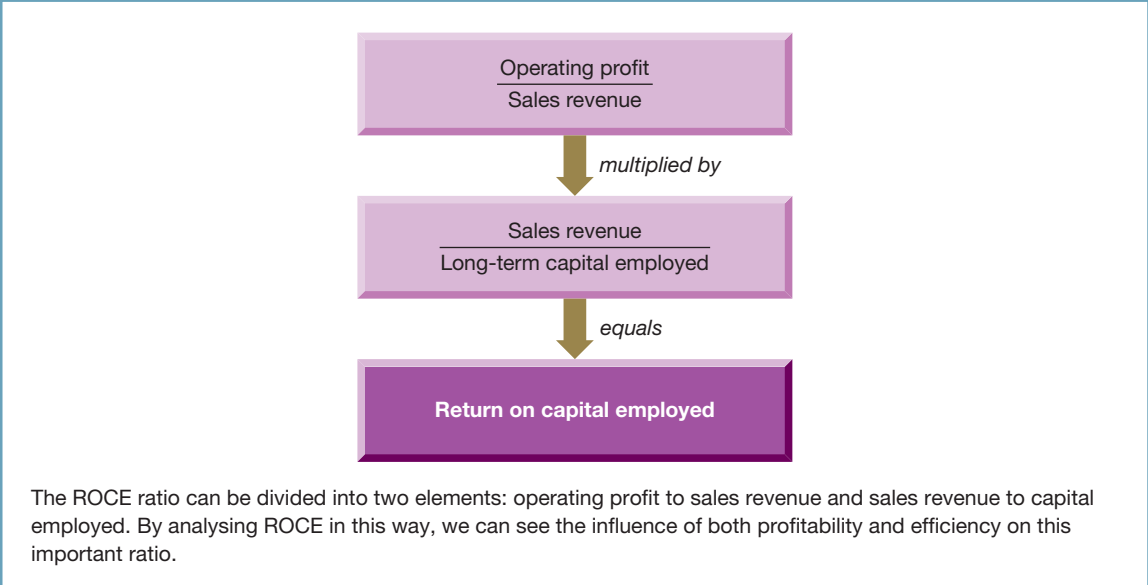 Operating profit
Sales revenue
multiplied by
Sales revenue
Long-term capital employed
equals
Return on capital employed
The ROCE ratio can be divided into two elements: operating profit to sales revenue and sales revenue to capital
employed. By analysing ROCE in this way, we can see the influence of both profitability and efficiency on this
important ratio.